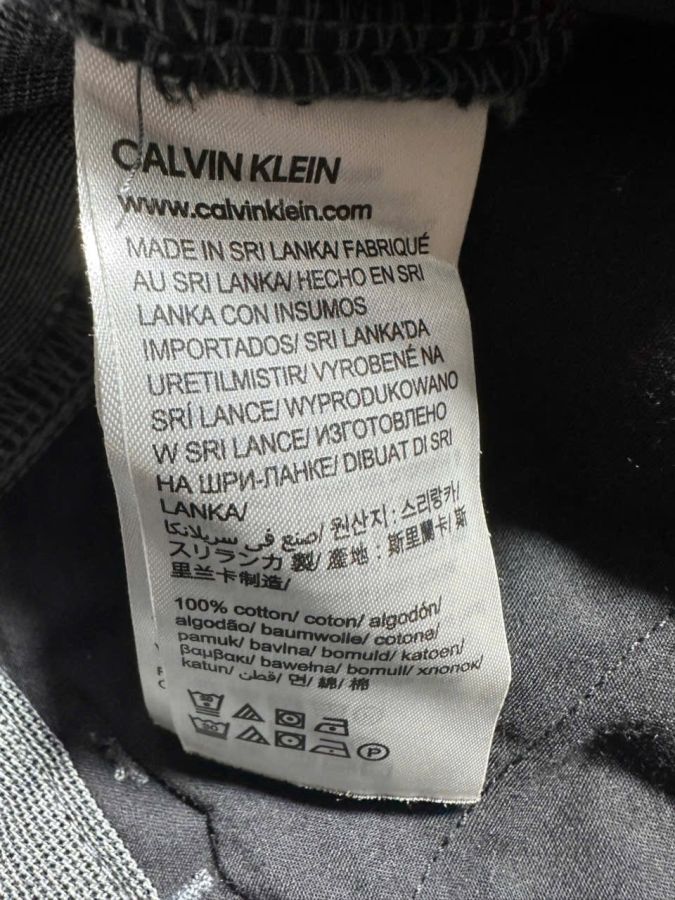 CALVIN KLEIN
www.calvinklein.com
MADE IN SRI LANKA/ FABRIQUÉ
AU SRI LANKA/ HECHO EN SRI
LANKA CON INSUMOS
IMPORTADOS/ SRI LANKA'DA
URETILMISTIR/ VYROBENÉ NA
SRÍ LANCE/ WYPRODUKOWANO
W SRI LANCE/ ИЗГОТОВЛЕНО
НА ШРИ-ЛАНКЕ/ DIBUAT DI SRI
LANKA/
صنع في سريلانكا/ 원산지 : 스리랑카/
スリランカ 製/ 產地 : 斯里蘭卡/ 斯
里兰卡制造/
100% cotton/ coton/ algodón/
algodão/ baumwolle/ cotone/
pamuk/ bavlna/ bomuld/ katoen/
βαμβακι/ bawełna/ bomull/ хлопок/
katun/ قطن/ 면/ 綿/ 棉
P